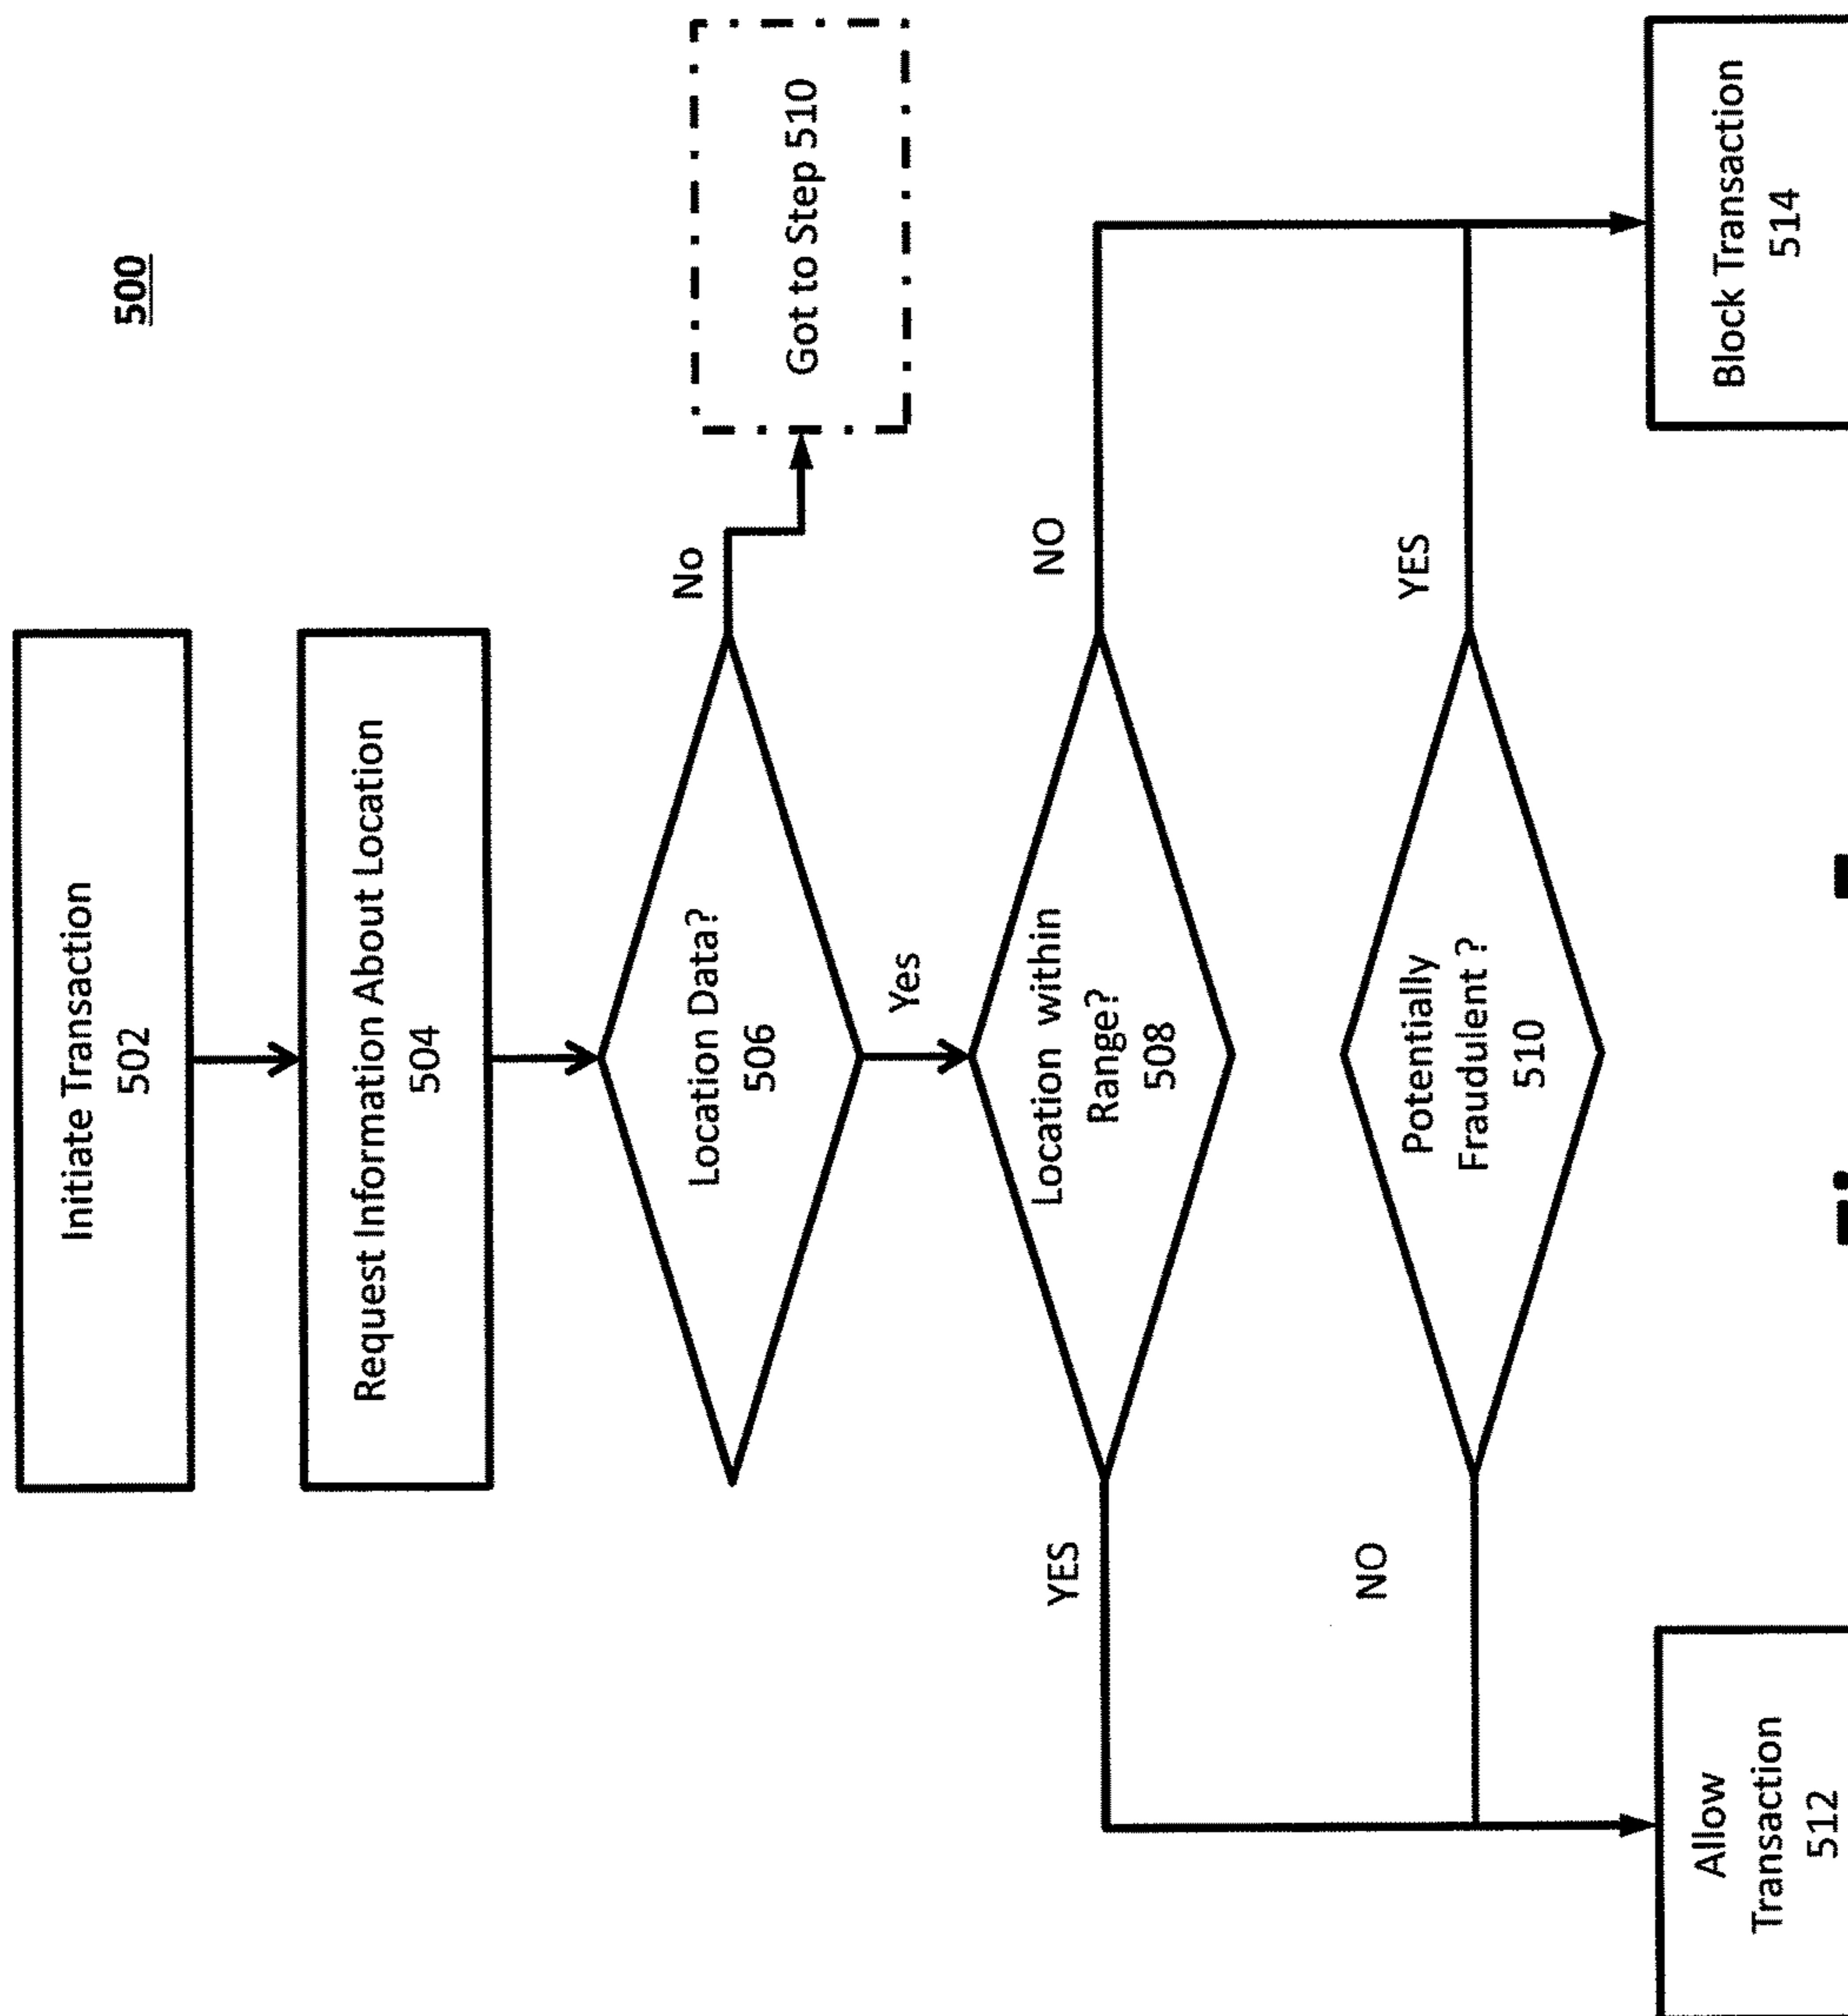 500
Initiate Transaction
502
Request Information About Location
504
Location Data?
506
No
Got to Step 510
Yes
Location within
Range?
508
YES
NO
Potentially
Fraudulent ?
510
NO
YES
Allow
Transaction
512
Block Transaction
514